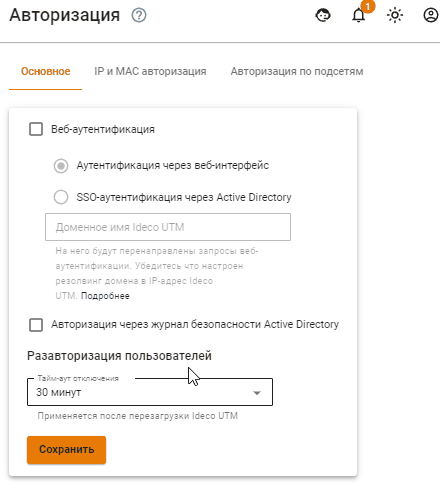 Авторизация
1
Основное IP и MAC авторизация Авторизация по подсетям
Веб-аутентификация
Аутентификация через веб-интерфейс
SSO-аутентификация через Active Directory
Доменное имя Ideco UTM
На него будут перенаправлены запросы веб-
аутентификации. Убедитесь что настроен
резолвинг домена в IP-адрес Ideco
UTM. Подробнее
Авторизация через журнал безопасности Active Directory
Разавторизация пользователей
Тайм-аут отключения
30 минут
Применяется после перезагрузки Ideco UTM
Сохранить